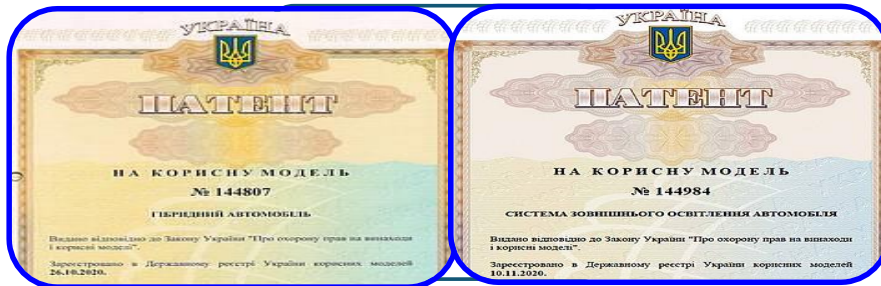 УКРАЇНА
ПАТЕНТ
НА КОРИСНУ МОДЕЛЬ
№ 144807
ГІБРИДНИЙ АВТОМОБІЛЬ
Видано відповідно до Закону України "Про охорону прав на винаходи
і корисні моделі".
Зареєстровано в Державному реєстрі України корисних моделей
26.10.2020.
УКРАЇНА
ПАТЕНТ
НА КОРИСНУ МОДЕЛЬ
№ 144984
СИСТЕМА ЗОВНІШНЬОГО ОСВІТЛЕННЯ АВТОМОБІЛЯ
Видано відповідно до Закону України "Про охорону прав на винаходи
і корисні моделі".
Зареєстровано в Державному реєстрі України корисних моделей
10.11.2020.